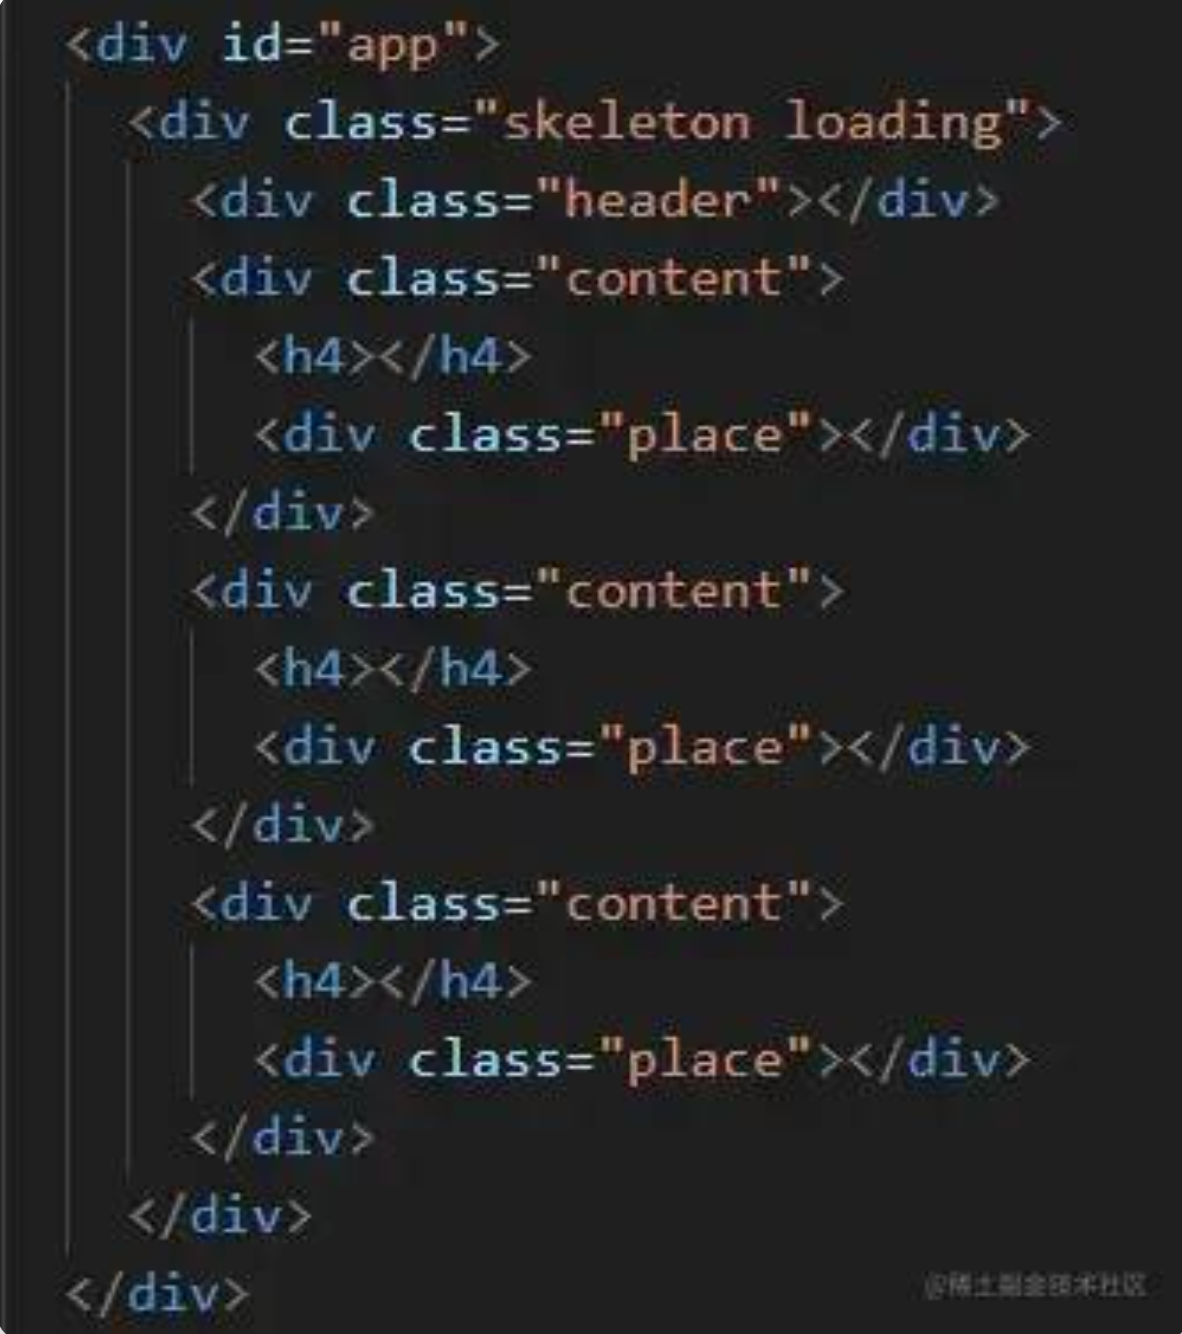 <div id="app">
<div class="skeleton loading">
<div class="header"></div>
<div class="content">
<h4></h4>
<div class="place"></div>
</div>
<div class="content">
<h4></h4>
<div class="place"></div>
</div>
<div class="content">
<h4></h4>
<div class="place"></div>
</div>
</div>
</div>
@稀土掘金技术社区